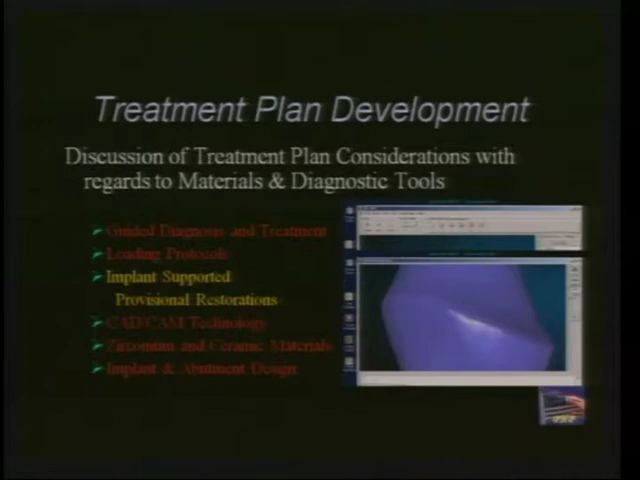 Treatment Plan Development
Discussion of Treatment Plan Considerations with
regards to Materials & Diagnostic Tools
Guided Diagnosis and Treatment
Loading Protocols
Implant Supported
Provisional Restorations
CAD/CAM Technology
Zirconium and Ceramic Materials
Implant & Abutment Design